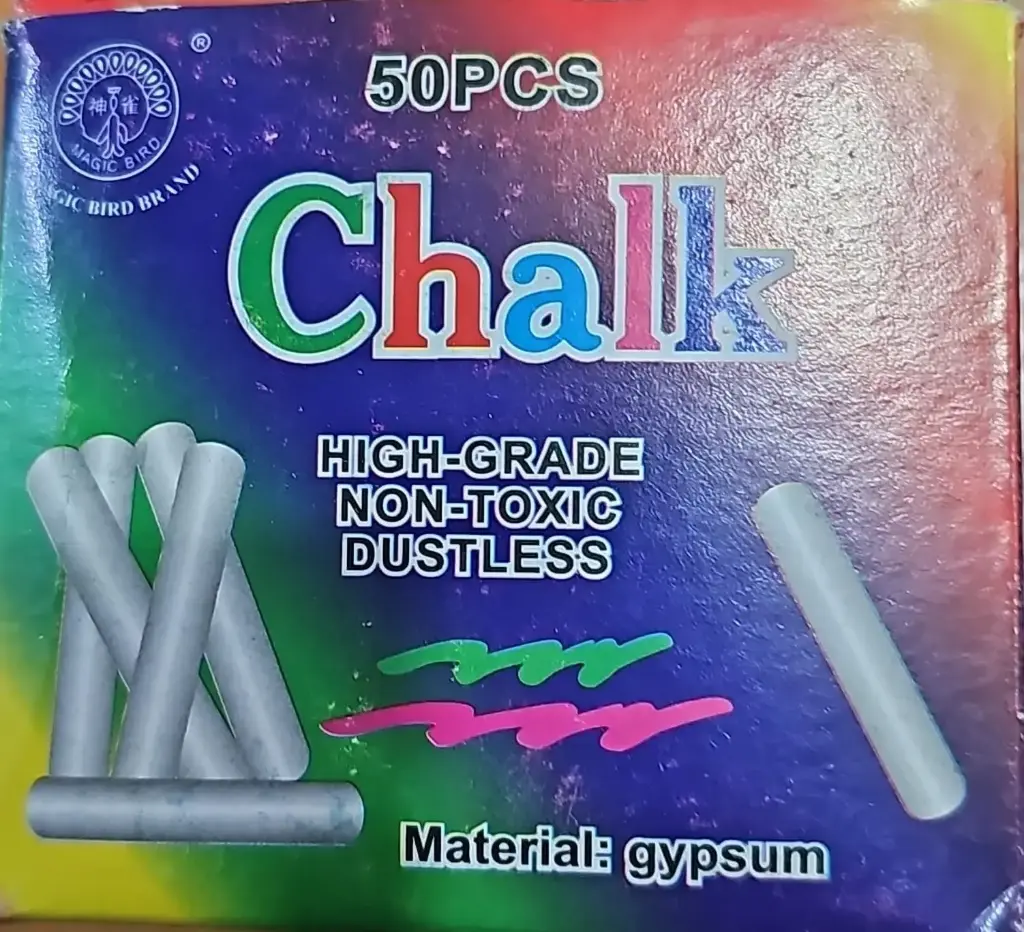 ®
神雀
MAGIC BIRD
GIC BIRD BRAND
50PCS
Chalk
HIGH-GRADE
NON-TOXIC
DUSTLESS
Material: gypsum